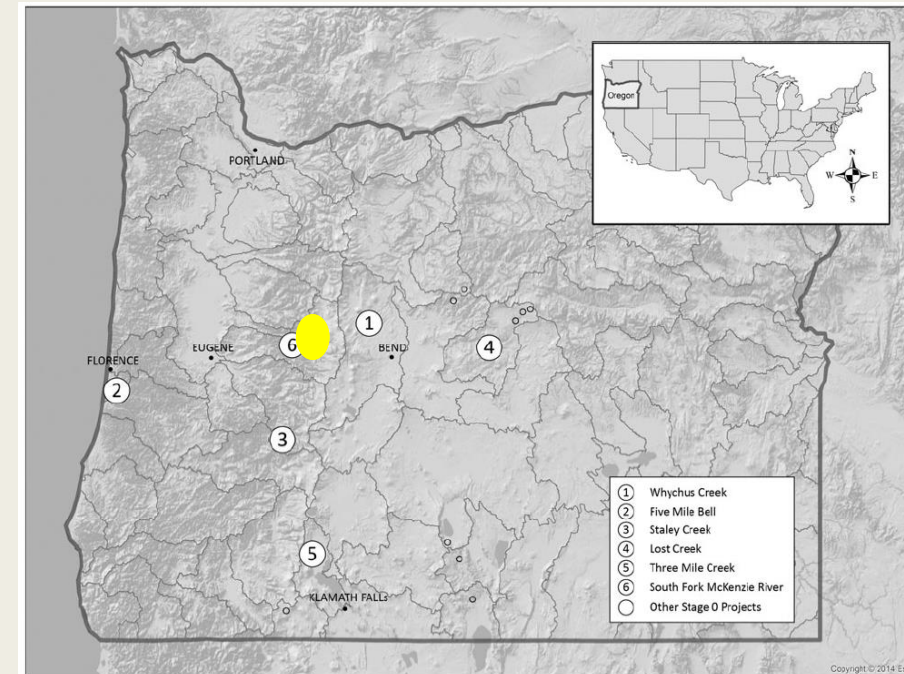 Oregon
N
W E
S
PORTLAND
1
6
EUGENE
BEND
4
FLORENCE
2
3
5
KLAMATH FALLS
1 Whychus Creek
2 Five Mile Bell
3 Staley Creek
4 Lost Creek
5 Three Mile Creek
6 South Fork McKenzie River
Other Stage 0 Projects
Copyright © 2014 Es